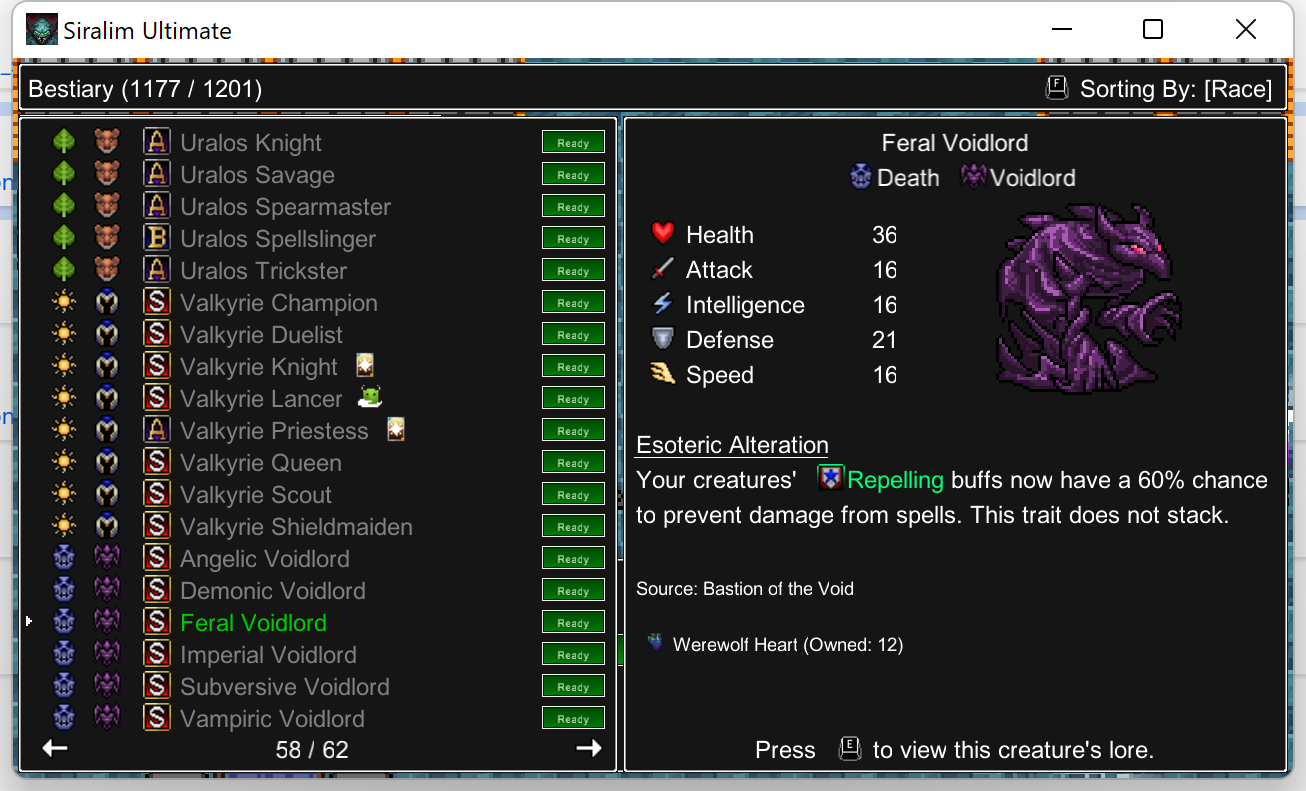 Siralim Ultimate
Bestiary (1177 / 1201)
F Sorting By: [Race]
A Uralos Knight Ready
A Uralos Savage Ready
A Uralos Spearmaster Ready
B Uralos Spellslinger Ready
A Uralos Trickster Ready
S Valkyrie Champion Ready
S Valkyrie Duelist Ready
S Valkyrie Knight Ready
S Valkyrie Lancer Ready
A Valkyrie Priestess Ready
S Valkyrie Queen Ready
S Valkyrie Scout Ready
S Valkyrie Shieldmaiden Ready
S Angelic Voidlord Ready
S Demonic Voidlord Ready
S Feral Voidlord Ready
S Imperial Voidlord Ready
S Subversive Voidlord Ready
S Vampiric Voidlord Ready
58 / 62
Feral Voidlord
Death Voidlord
Health 36
Attack 16
Intelligence 16
Defense 21
Speed 16
Esoteric Alteration
Your creatures' Repelling buffs now have a 60% chance
to prevent damage from spells. This trait does not stack.
Source: Bastion of the Void
Werewolf Heart (Owned: 12)
Press E to view this creature's lore.